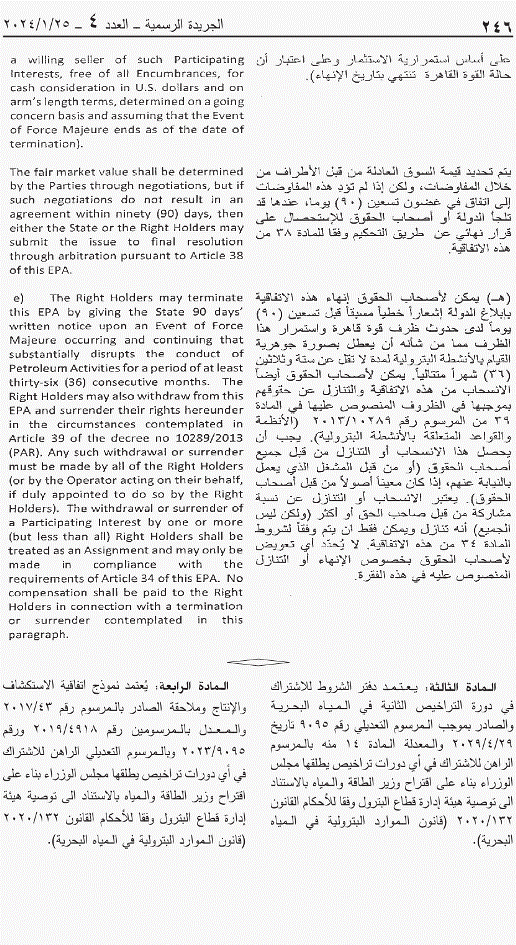 ٢٤٦
الجريدة الرسمية ــ العدد ٤ ــ ٢٠٢٤/١/٢٥
a willing seller of such Participating
Interests, free of all Encumbrances, for
cash consideration in U.S. dollars and on
arm's length terms, determined on a going
concern basis and assuming that the Event
of Force Majeure ends as of the date of
termination).
على أساس استمرارية الاستثمار وعلى اعتبار أن
حالة القوة القاهرة تنتهي بتاريخ الإنهاء).
The fair market value shall be determined
by the Parties through negotiations, but if
such negotiations do not result in an
agreement within ninety (90) days, then
either the State or the Right Holders may
submit the issue to final resolution
through arbitration pursuant to Article 38
of this EPA.
يتم تحديد قيمة السوق العادلة من قبل الأطراف من
خلال المفاوضات، ولكن إذا لم تؤد هذه المفاوضات
إلى اتفاق في غضون تسعين (٩٠) يوما، عندها قد
تلجأ الدولة أو أصحاب الحقوق للإستحصال على
قرار نهائي عن طريق التحكيم وفقا للمادة ٣٨ من
هذه الاتفاقية.
e) The Right Holders may terminate
this EPA by giving the State 90 days'
written notice upon an Event of Force
Majeure occurring and continuing that
substantially disrupts the conduct of
Petroleum Activities for a period of at least
thirty-six (36) consecutive months. The
Right Holders may also withdraw from this
EPA and surrender their rights hereunder
in the circumstances contemplated in
Article 39 of the decree no 10289/2013
(PAR). Any such withdrawal or surrender
must be made by all of the Right Holders
(or by the Operator acting on their behalf,
if duly appointed to do so by the Right
Holders). The withdrawal or surrender of
a Participating Interest by one or more
(but less than all) Right Holders shall be
treated as an Assignment and may only be
made in compliance with the
requirements of Article 34 of this EPA. No
compensation shall be paid to the Right
Holders in connection with a termination
or surrender contemplated in this
paragraph.
(هـ) يمكن لأصحاب الحقوق إنهاء هذه الاتفاقية
بإبلاغ الدولة إشعاراً خطياً مسبقاً قبل تسعين (٩٠)
يوماً لدى حدوث ظرف قوة قاهرة واستمرار هذا
الظرف مما من شأنه أن يعطل بصورة جوهرية
القيام بالأنشطة البترولية لمدة لا تقل عن ستة وثلاثين
(٣٦) شهراً متتالياً. يمكن لأصحاب الحقوق أيضاً
الانسحاب من هذه الاتفاقية والتنازل عن حقوقهم
بموجبها في الظروف المنصوص عليها في المادة
٣٩ من المرسوم رقم ٢٠١٣/١٠٢٨٩ (الأنظمة
والقواعد المتعلقة بالأنشطة البترولية). يجب أن
يحصل هذا الانسحاب أو التنازل من قبل جميع
أصحاب الحقوق (أو من قبل المشغل الذي يعمل
بالنيابة عنهم، إذا كان معيناً أصولاً من قبل أصحاب
الحقوق). يعتبر الانسحاب أو التنازل عن نسبة
مشاركة من قبل صاحب الحق أو أكثر (ولكن ليس
الجميع) أنه تنازل ويمكن فقط ان يتم وفقاً لشروط
المادة ٣٤ من هذه الاتفاقية. لا يُحتد أي تعويض
لأصحاب الحقوق بخصوص الإنهاء أو التنازل
المنصوص عليه في هذه الفقرة.
المادة الثالثة: يعتمد دفتر الشروط للاشتراك
في دورة التراخيص الثانية في المياه البحرية
والصادر بموجب المرسوم التعديلي رقم ٩٠٩٥ تاريخ
٢٠٢٩/٤/٢٩ والمعدلة المادة ١٤ منه بالمرسوم
الراهن للاشتراك في أي دورات تراخيص يطلقها مجلس
الوزراء بناء على اقتراح وزير الطاقة والمياه بالاستناد
الى توصية هيئة إدارة قطاع البترول وفقا للأحكام القانون
٢٠٢٠/١٣٢ (قانون الموارد البترولية في المياه
البحرية).
المادة الرابعة: يُعتمد نموذج اتفاقية الاستكشاف
والإنتاج وملاحقة الصادر بالمرسوم رقم ٢٠١٧/٤٣
والمعدل بالمرسومين رقم ٢٠١٩/٤٩١٨ ورقم
٢٠٢٣/٩٠٩٥ وبالمرسوم التعديلي الراهن للاشتراك
في أي دورات تراخيص يطلقها مجلس الوزراء بناء على
اقتراح وزير الطاقة والمياه بالاستناد الى توصية هيئة
إدارة قطاع البترول وفقا للأحكام القانون ٢٠٢٠/١٣٢
(قانون الموارد البترولية في المياه البحرية).